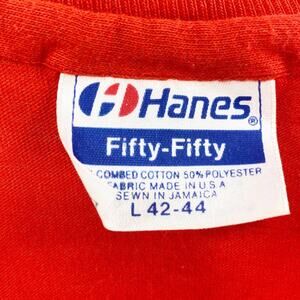 Hanes®
Fifty-Fifty
COMBED COTTON 50% POLYESTER
FABRIC MADE IN U.S.A
SEWN IN JAMAICA
L 42-44